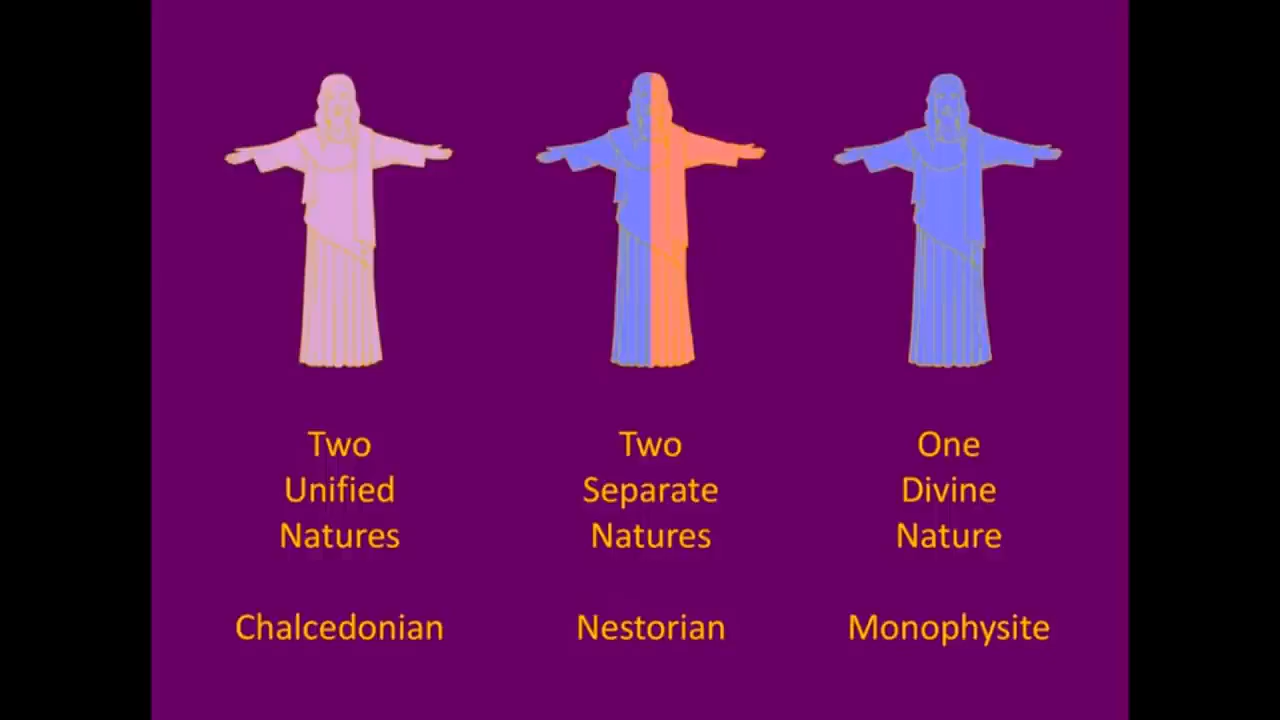 Two
Unified
Natures
Chalcedonian
Two
Separate
Natures
Nestorian
One
Divine
Nature
Monophysite